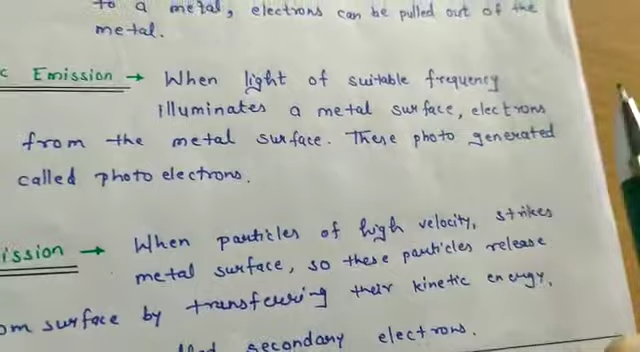 to a metal, electrons can be pulled out of the
metal.
c Emission → When light of suitable frequency
illuminates a metal surface, electrons
from the metal surface. These photo generated
called photo electrons.
ission → When particles of high velocity, strikes
metal surface, so these particles release
om surface by transfeuring their kinetic energy.
secondary electrons.